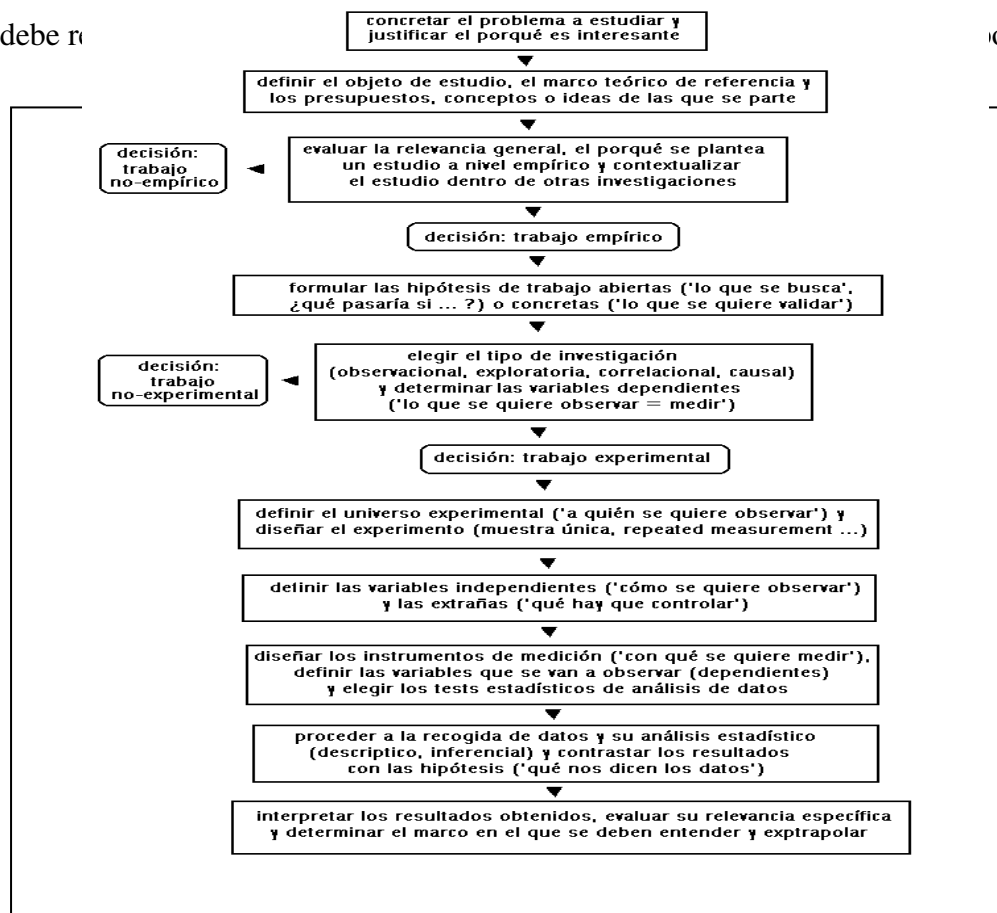 concretar el problema a estudiar y
justificar el porqué es interesante
debe
definir el objeto de estudio, el marco teórico de referencia y
los presupuestos, conceptos o ideas de las que se parte
decisión:
trabajo
no-empírico
evaluar la relevancia general, el porqué se plantea
un estudio a nivel empírico y contextualizar
el estudio dentro de otras investigaciones
decisión: trabajo empírico
formular las hipótesis de trabajo abiertas ('lo que se busca',
¿qué pasaría si ... ?) o concretas ('lo que se quiere validar')
decisión:
trabajo
no-experimental
elegir el tipo de investigación
(observacional, exploratoria, correlacional, causal)
y determinar las variables dependientes
('lo que se quiere observar = medir')
decisión: trabajo experimental
definir el universo experimental ('a quién se quiere observar') y
diseñar el experimento (muestra única, repeated measurement ...)
definir las variables independientes ('cómo se quiere observar')
y las extrañas ('qué hay que controlar')
diseñar los instrumentos de medición ('con qué se quiere medir'),
definir las variables que se van a observar (dependientes)
y elegir los tests estadísticos de análisis de datos
proceder a la recogida de datos y su análisis estadístico
(descriptico, inferencial) y contrastar los resultados
con las hipótesis ('qué nos dicen los datos')
interpretar los resultados obtenidos, evaluar su relevancia específica
y determinar el marco en el que se deben entender y exptrapolar